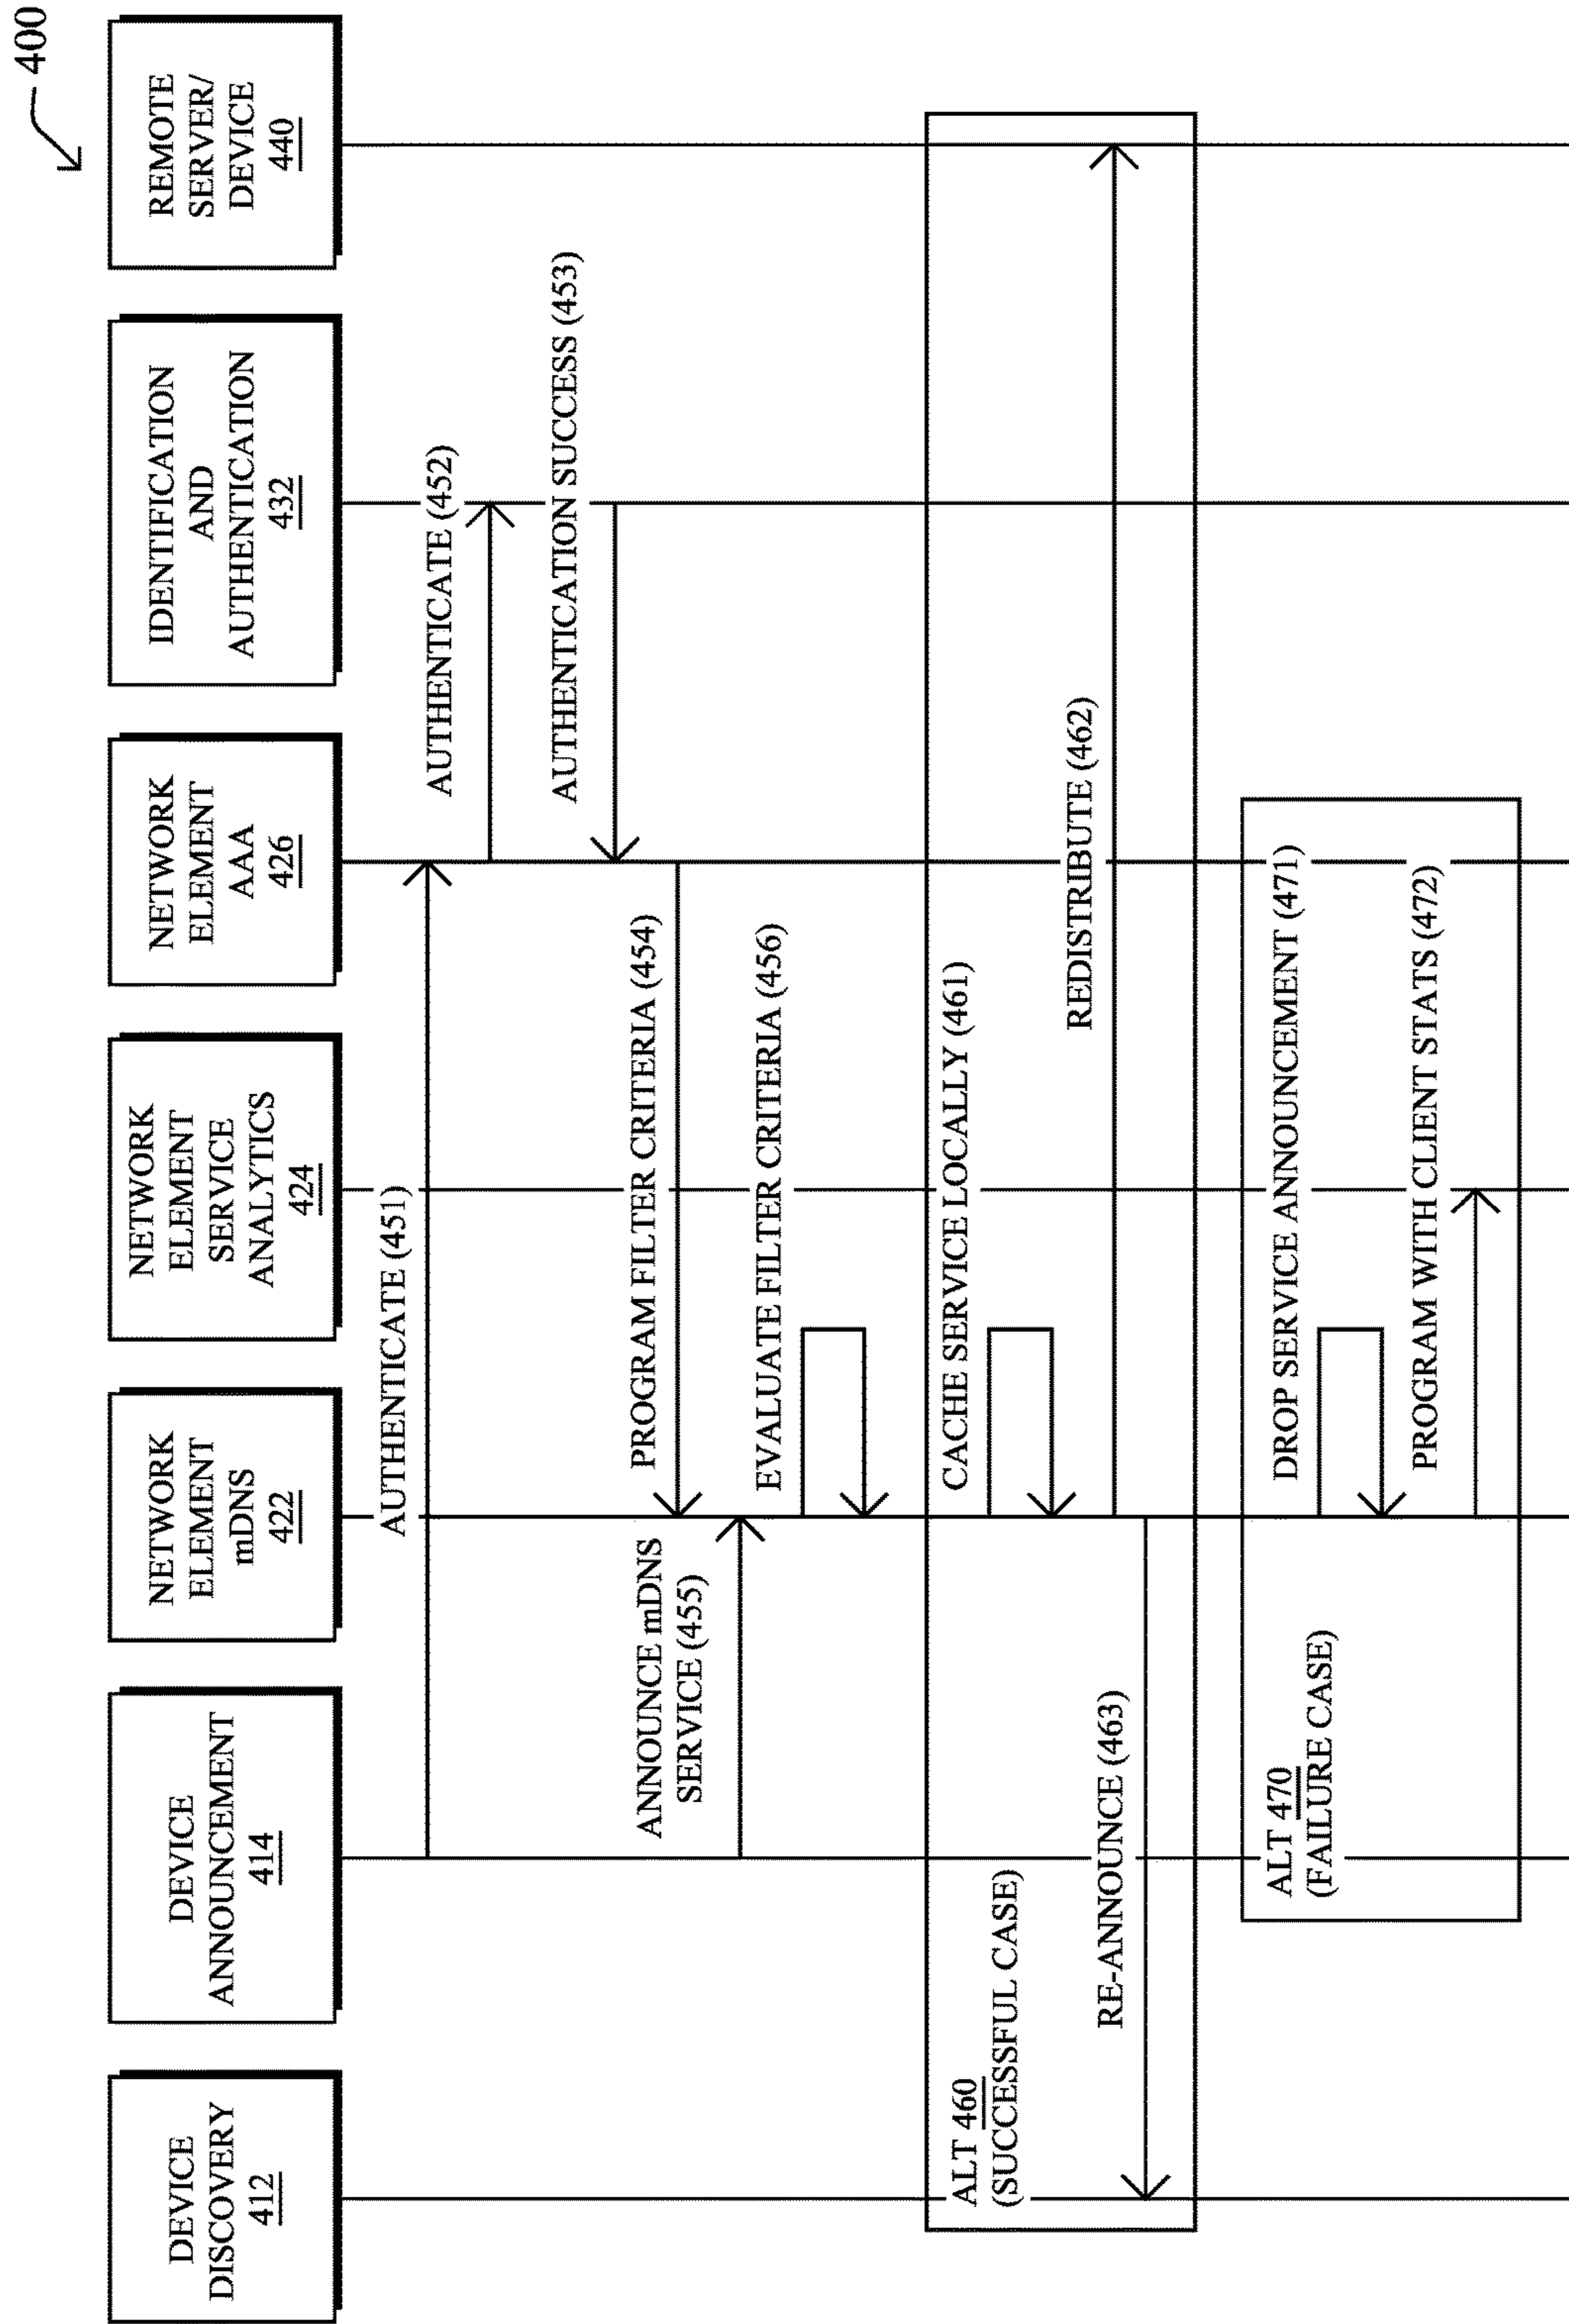 400
DEVICE
DISCOVERY
412
DEVICE
ANNOUNCEMENT
414
NETWORK
ELEMENT
mDNS
422
NETWORK
ELEMENT
SERVICE
ANALYTICS
424
NETWORK
ELEMENT
AAA
426
IDENTIFICATION
AND
AUTHENTICATION
432
REMOTE
SERVER/
DEVICE
440
AUTHENTICATE (451)
AUTHENTICATE (452)
AUTHENTICATION SUCCESS (453)
PROGRAM FILTER CRITERIA (454)
ANNOUNCE mDNS
SERVICE (455)
EVALUATE FILTER CRITERIA (456)
ALT 460
(SUCCESSFUL CASE)
CACHE SERVICE LOCALLY (461)
REDISTRIBUTE (462)
RE-ANNOUNCE (463)
ALT 470
(FAILURE CASE)
DROP SERVICE ANNOUNCEMENT (471)
PROGRAM WITH CLIENT STATS (472)